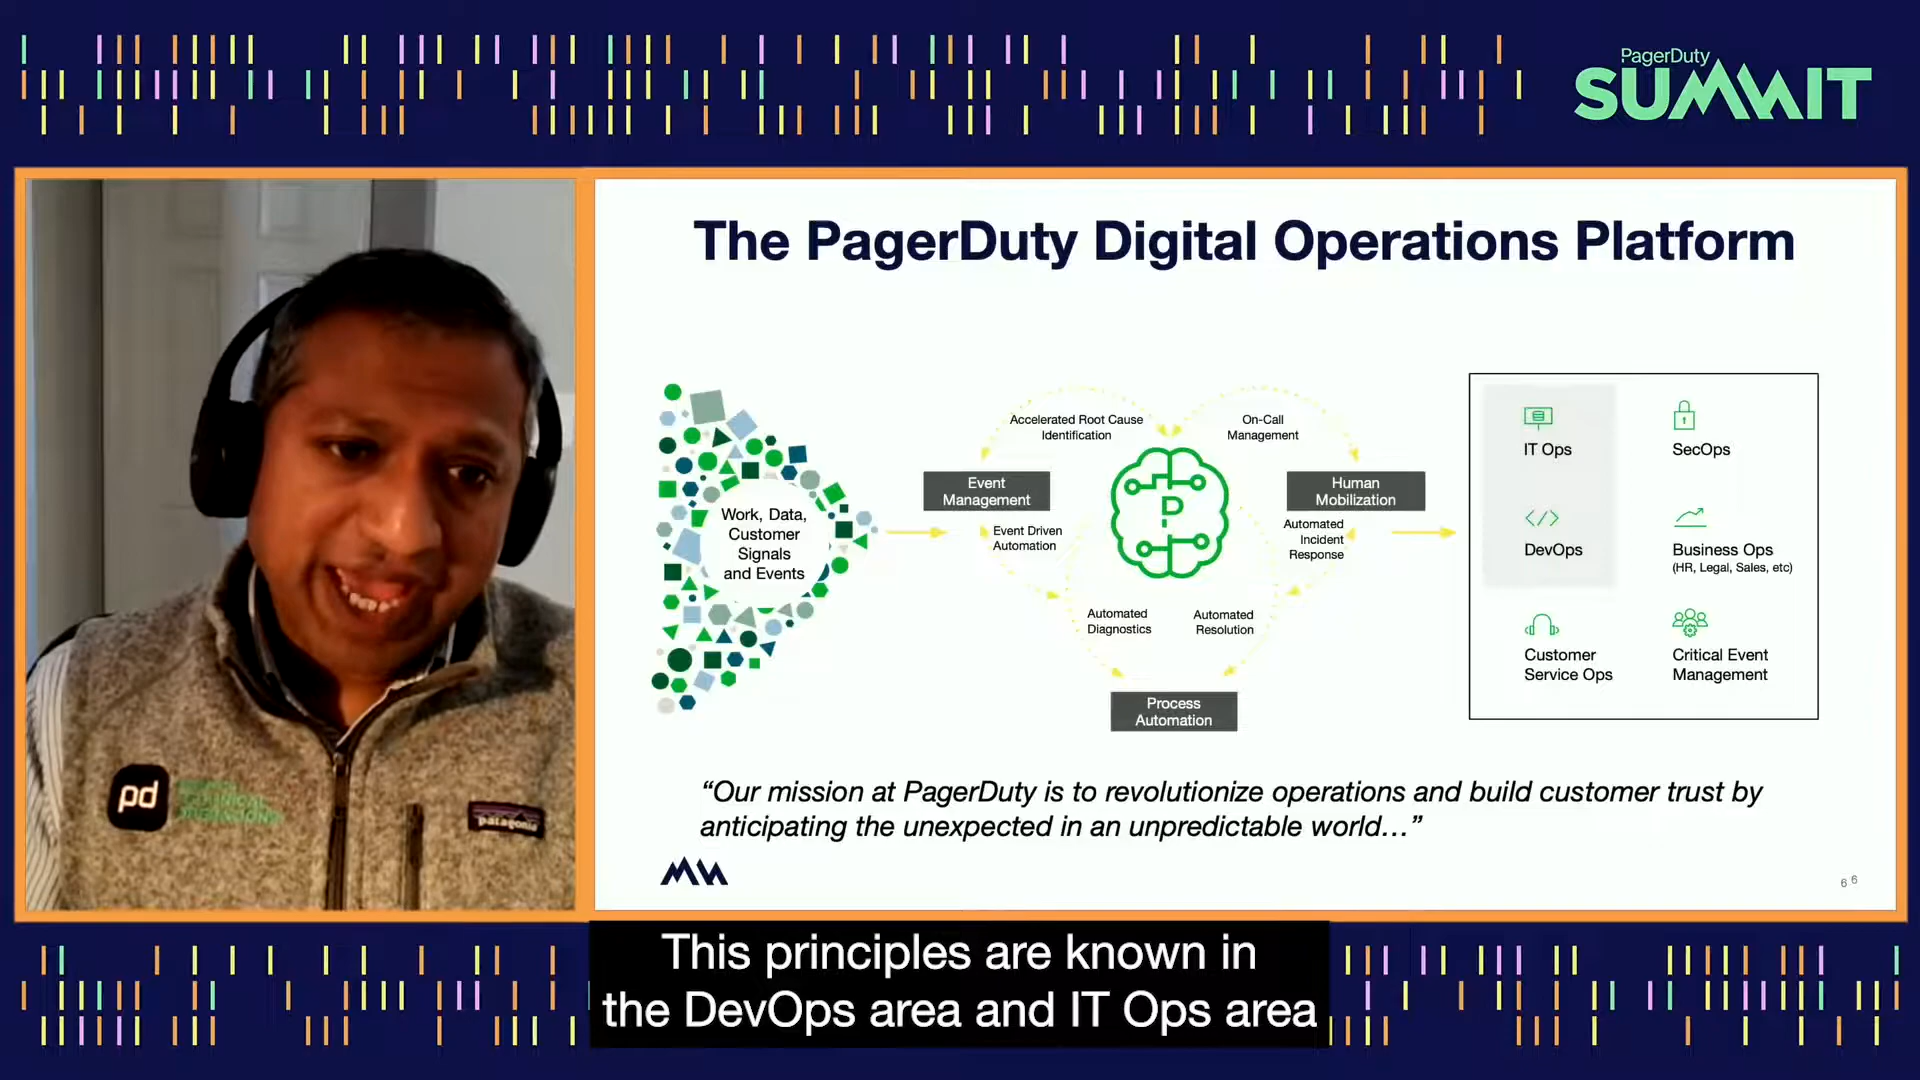 PagerDuty
SUMMIT
The PagerDuty Digital Operations Platform
Work, Data,
Customer
Signals
and Events
Accelerated Root Cause
Identification
On-Call
Management
Event
Management
Human
Mobilization
Event Driven
Automation
Automated
Incident
Response
D
Automated
Diagnostics
Automated
Resolution
Process
Automation
IT Ops
SecOps
DevOps
Business Ops
(HR, Legal, Sales, etc)
Customer
Service Ops
Critical Event
Management
“Our mission at PagerDuty is to revolutionize operations and build customer trust by
anticipating the unexpected in an unpredictable world…”
6 6
pd
patagonia
This principles are known in
the DevOps area and IT Ops area